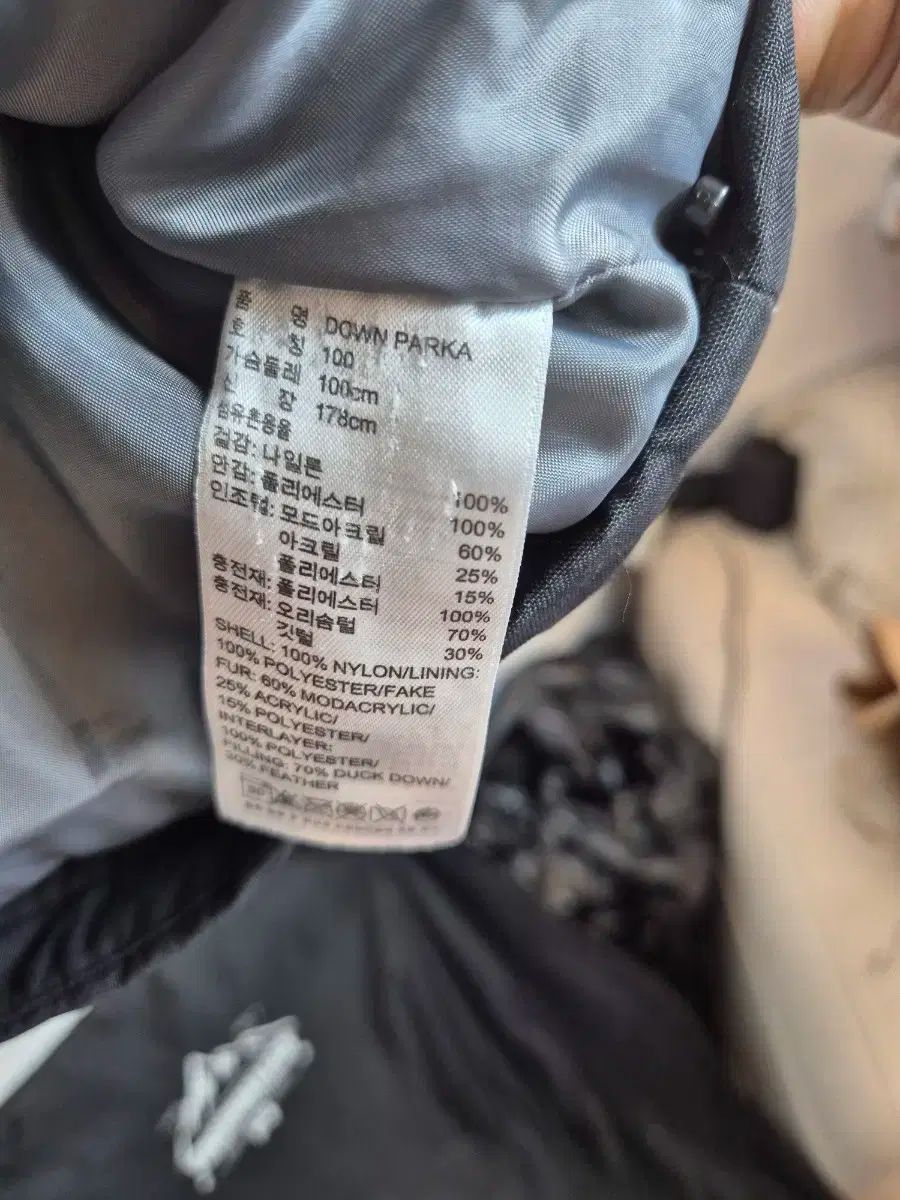 품 명 DOWN PARKA
호 칭 100
가슴둘레 100cm
신 장 178cm
섬유혼용율
겉감: 나일론 100%
안감: 폴리에스터 100%
인조털: 모드아크릴 60%
아크릴 25%
폴리에스터 15%
충전재: 폴리에스터 100%
충전재: 오리솜털 70%
깃털 30%
SHELL: 100% NYLON/LINING:
100% POLYESTER/FAKE
FUR: 60% MODACRYLIC/
25% ACRYLIC/
15% POLYESTER/
INTERLAYER:
100% POLYESTER/
FILLING: 70% DUCK DOWN/
30% FEATHER